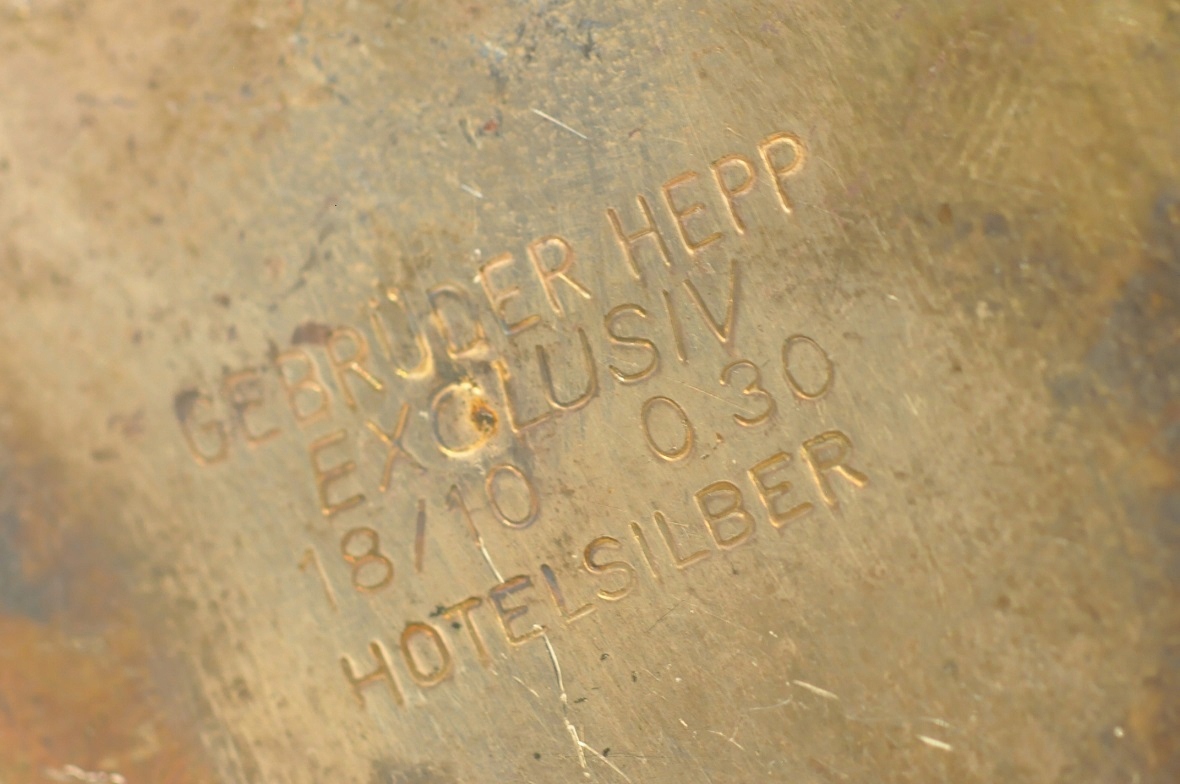 GEBRÜDER HEPP
EXCLUSIV
18/10 0.30
HOTELSILBER